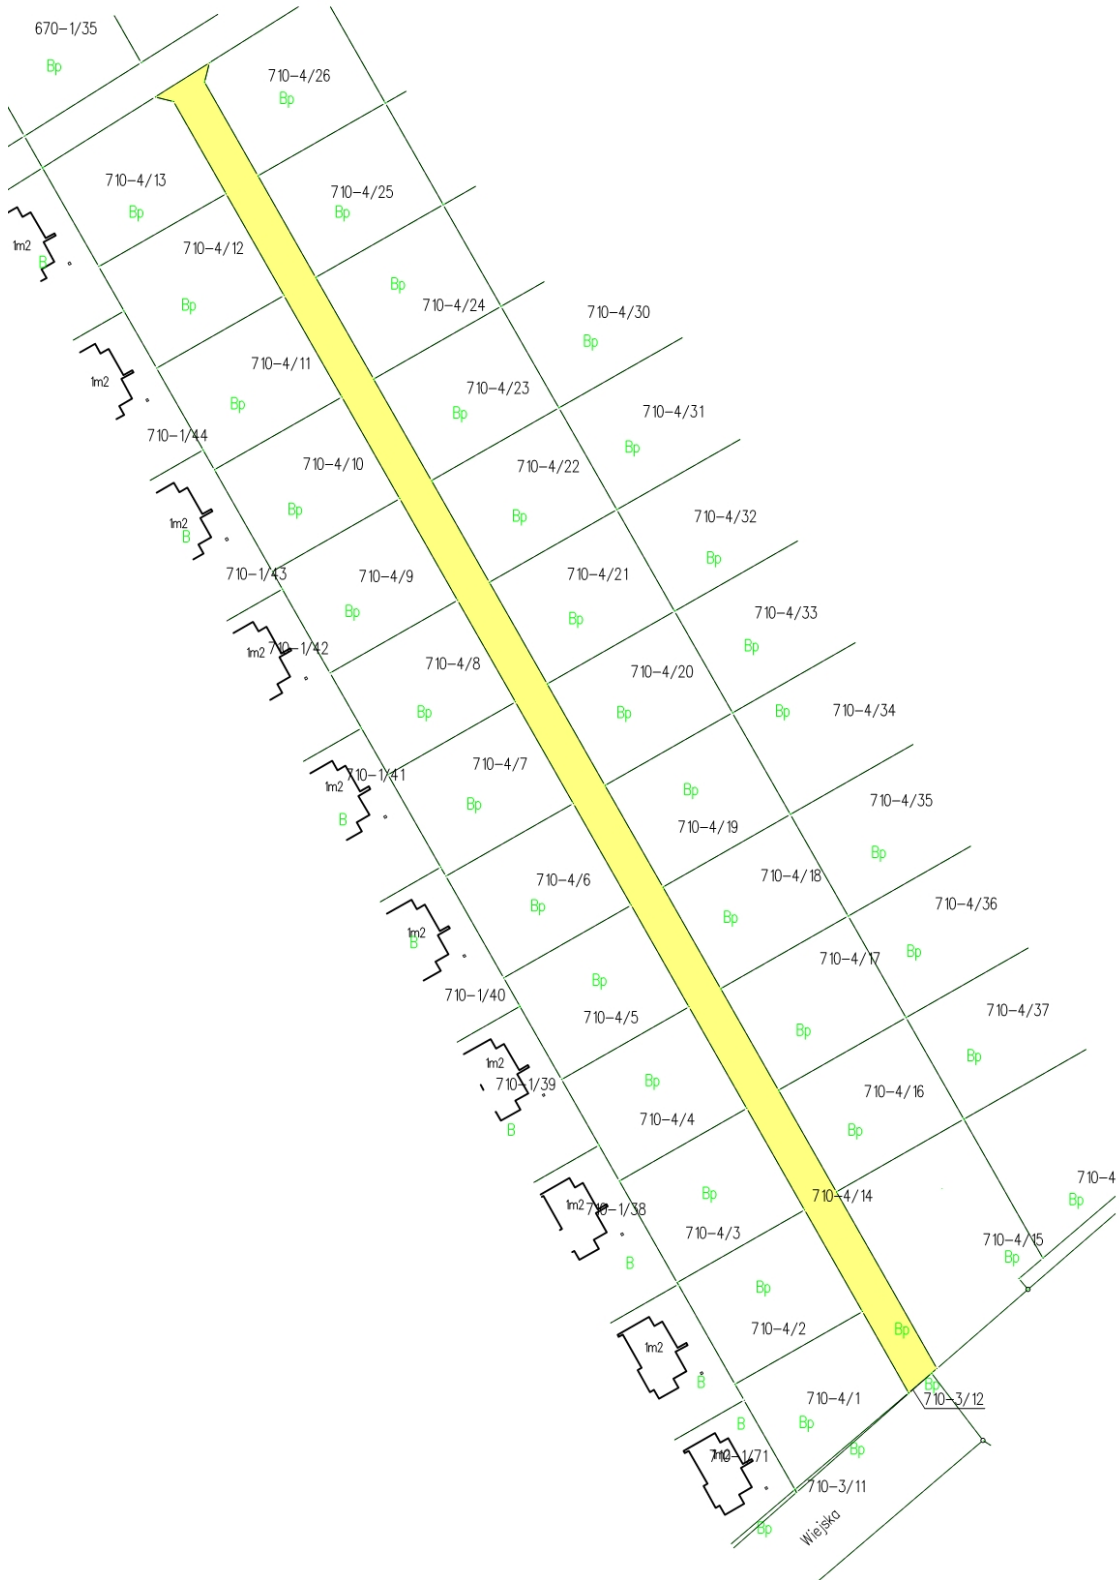 670-1/35
Bp
710-4/26
Bp
710-4/13
Bp
710-4/25
Bp
1m2
B
710-4/12
Bp
Bp
710-4/24
710-4/30
Bp
710-4/11
Bp
1m2
710-4/23
Bp
710-4/31
Bp
710-1/44
710-4/10
Bp
710-4/22
Bp
1m2
B
710-4/32
Bp
710-1/43
710-4/9
Bp
710-4/21
Bp
710-4/33
Bp
1m2
710-1/42
710-4/8
Bp
710-4/20
Bp
Bp
710-4/34
1m2
710-1/41
B
710-4/7
Bp
Bp
710-4/19
710-4/35
Bp
710-4/6
Bp
710-4/18
Bp
710-4/36
Bp
1m2
B
710-1/40
Bp
710-4/5
710-4/17
Bp
710-4/37
Bp
1m2
710-1/39
B
Bp
710-4/4
710-4/16
Bp
1m2
710-1/38
B
Bp
710-4/3
710-4/14
710-4
Bp
710-4/15
Bp
Bp
710-4/2
Bp
1m2
B
Bp
710-3/12
710-4/1
Bp
B
1m2
710-1/71
Bp
710-3/11
Bp
Wiejska